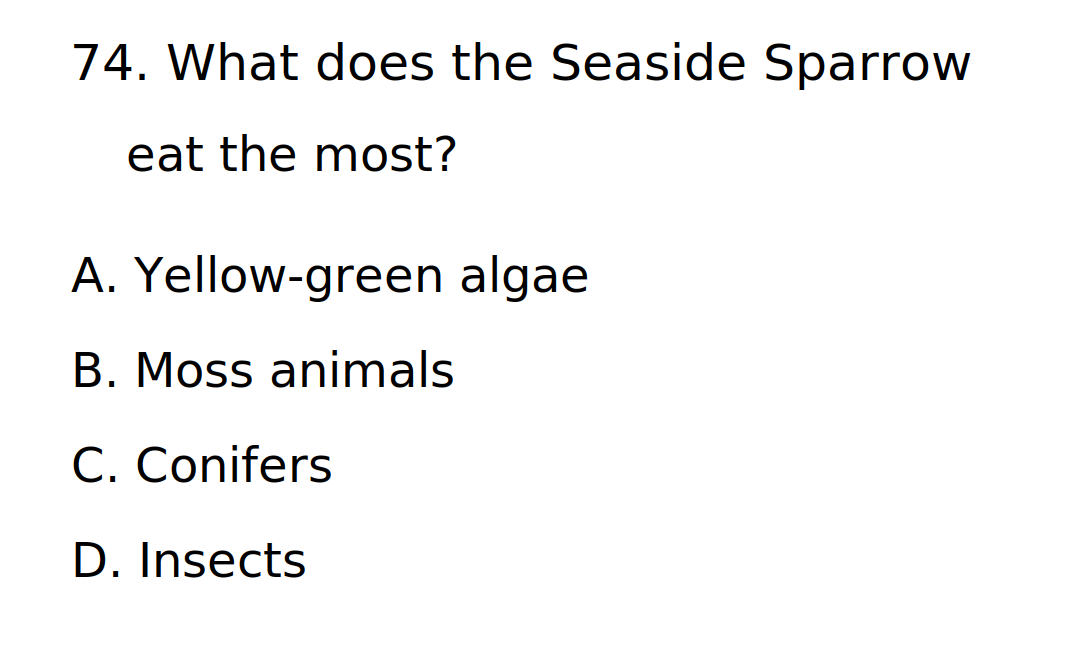 74. What does the Seaside Sparrow
eat the most?
A. Yellow-green algae
B. Moss animals
C. Conifers
D. Insects